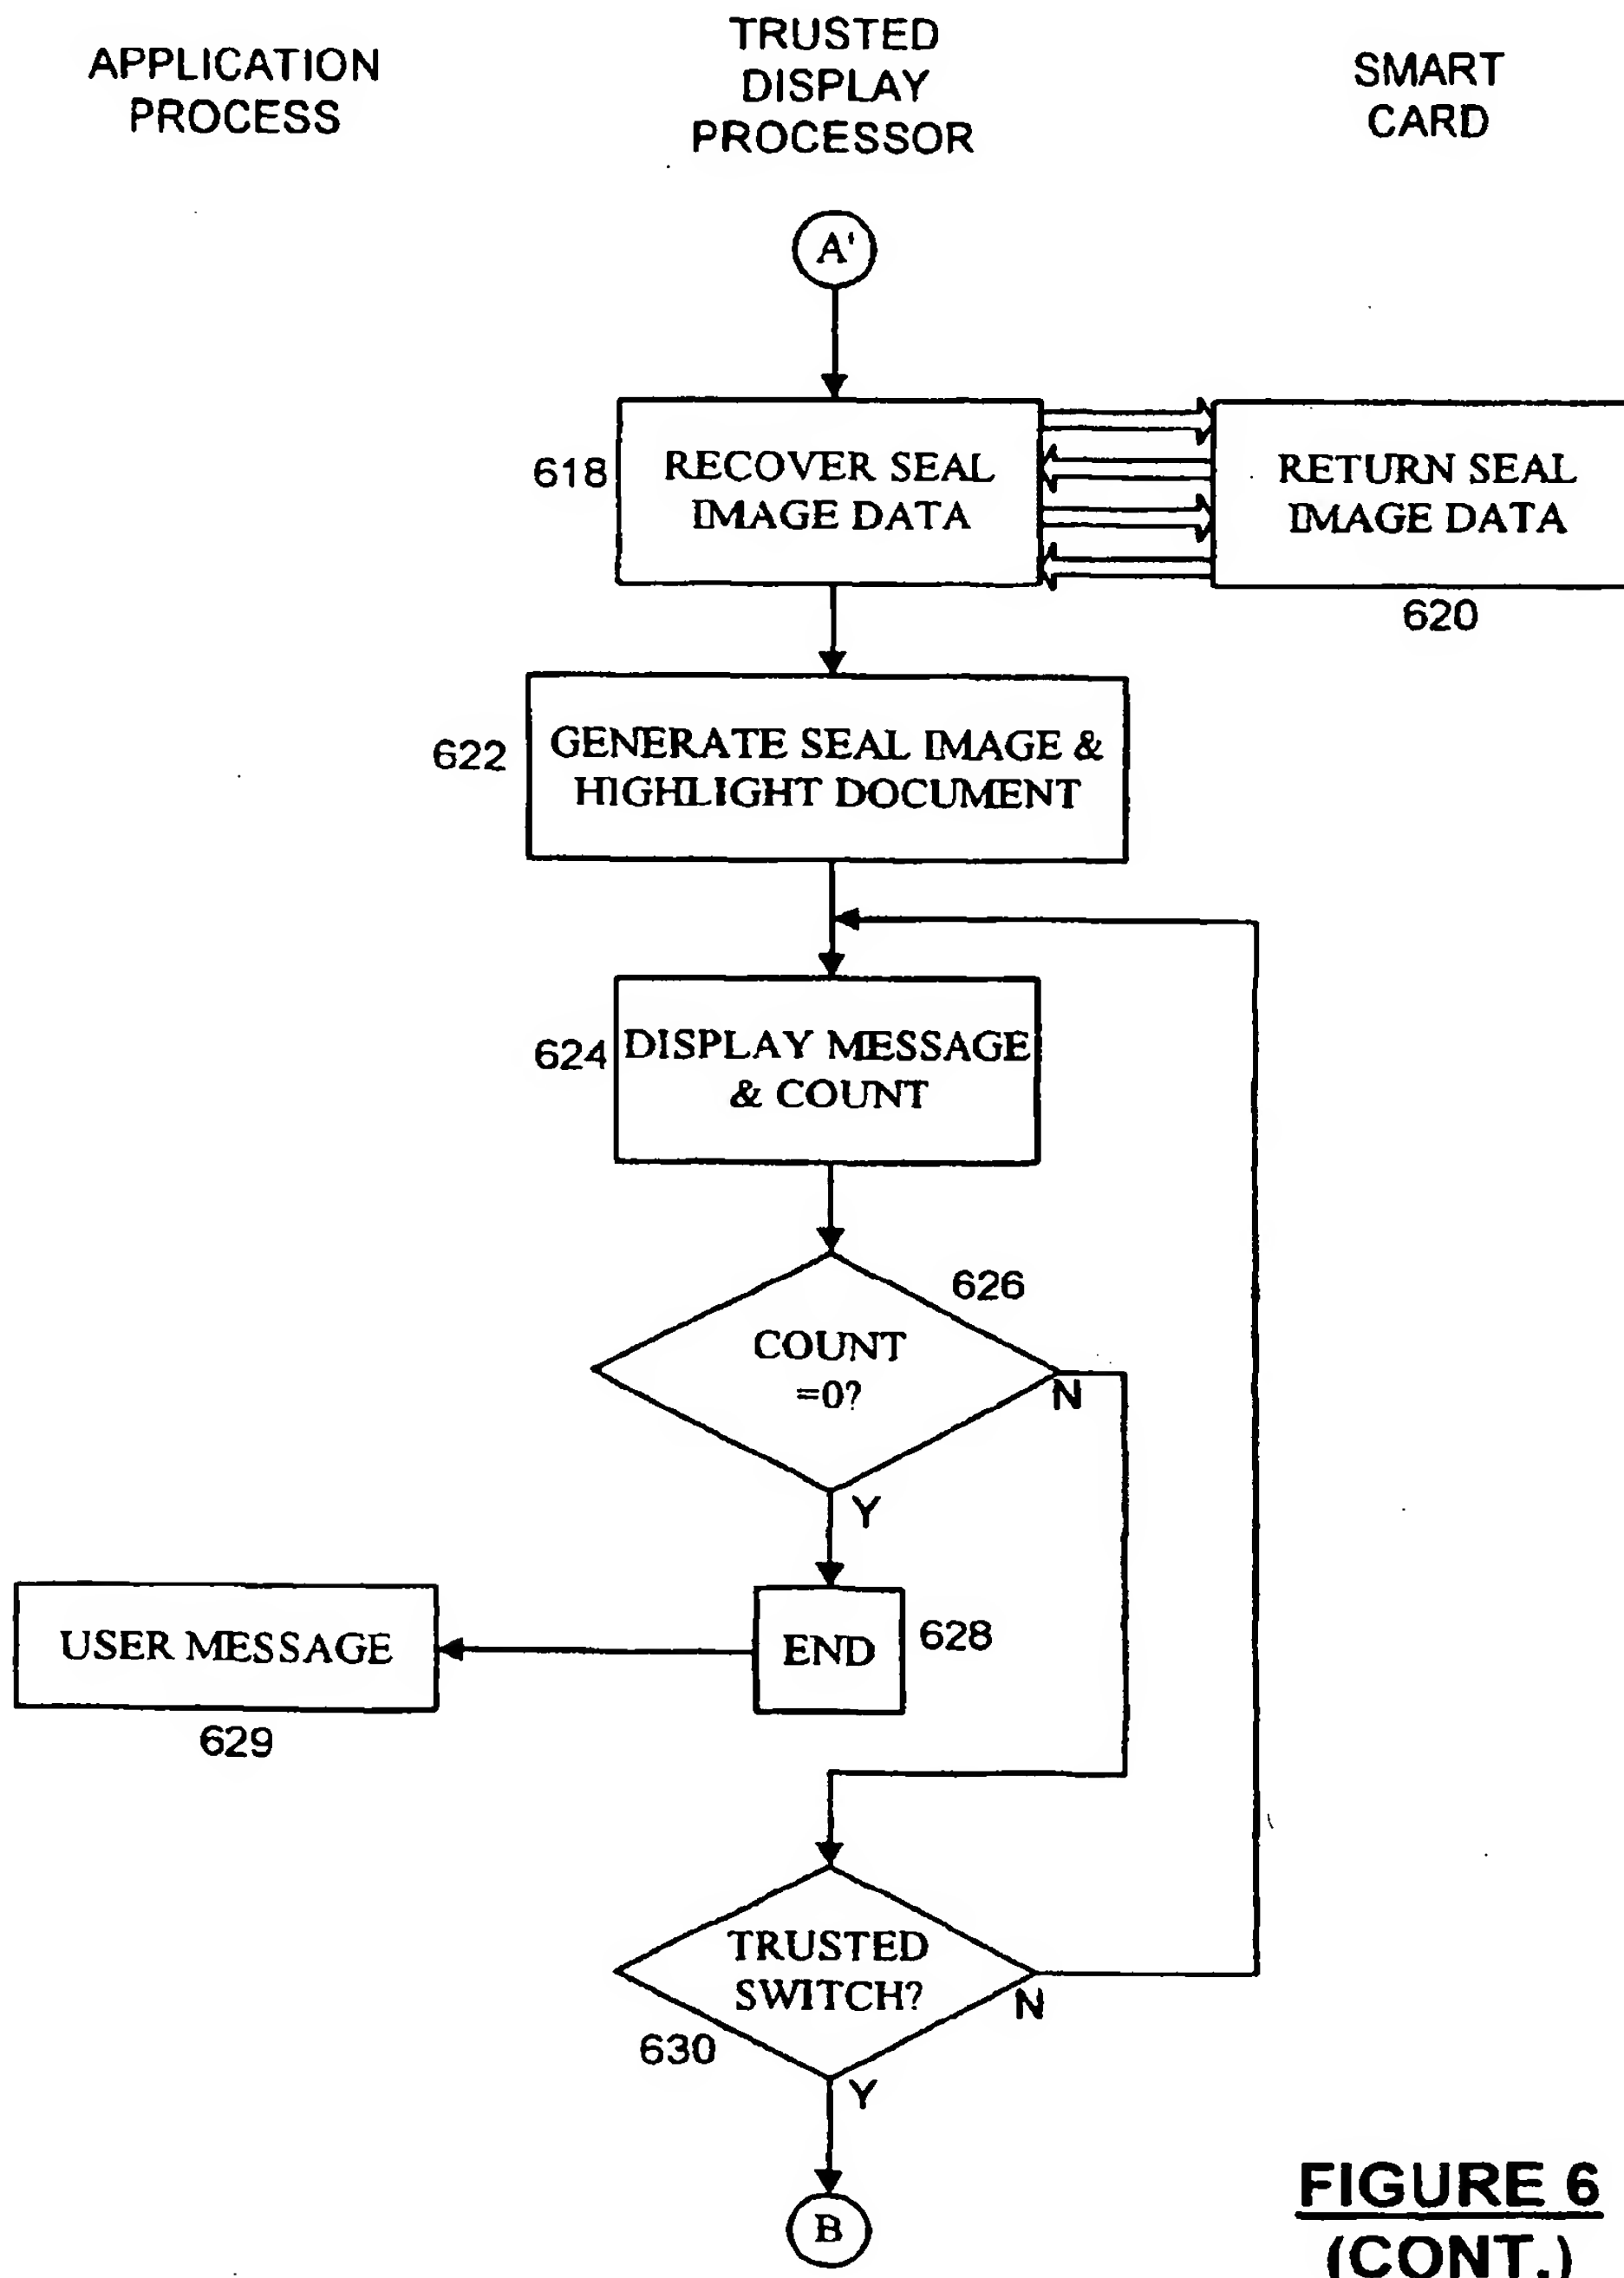 APPLICATION
PROCESS
TRUSTED
DISPLAY
PROCESSOR
SMART
CARD
A'
618
RECOVER SEAL
IMAGE DATA
RETURN SEAL
IMAGE DATA
620
622
GENERATE SEAL IMAGE &
HIGHLIGHT DOCUMENT
624
DISPLAY MESSAGE
& COUNT
626
COUNT
=0?
N
Y
USER MESSAGE
629
END
628
TRUSTED
SWITCH?
N
630
Y
B
FIGURE 6
(CONT.)